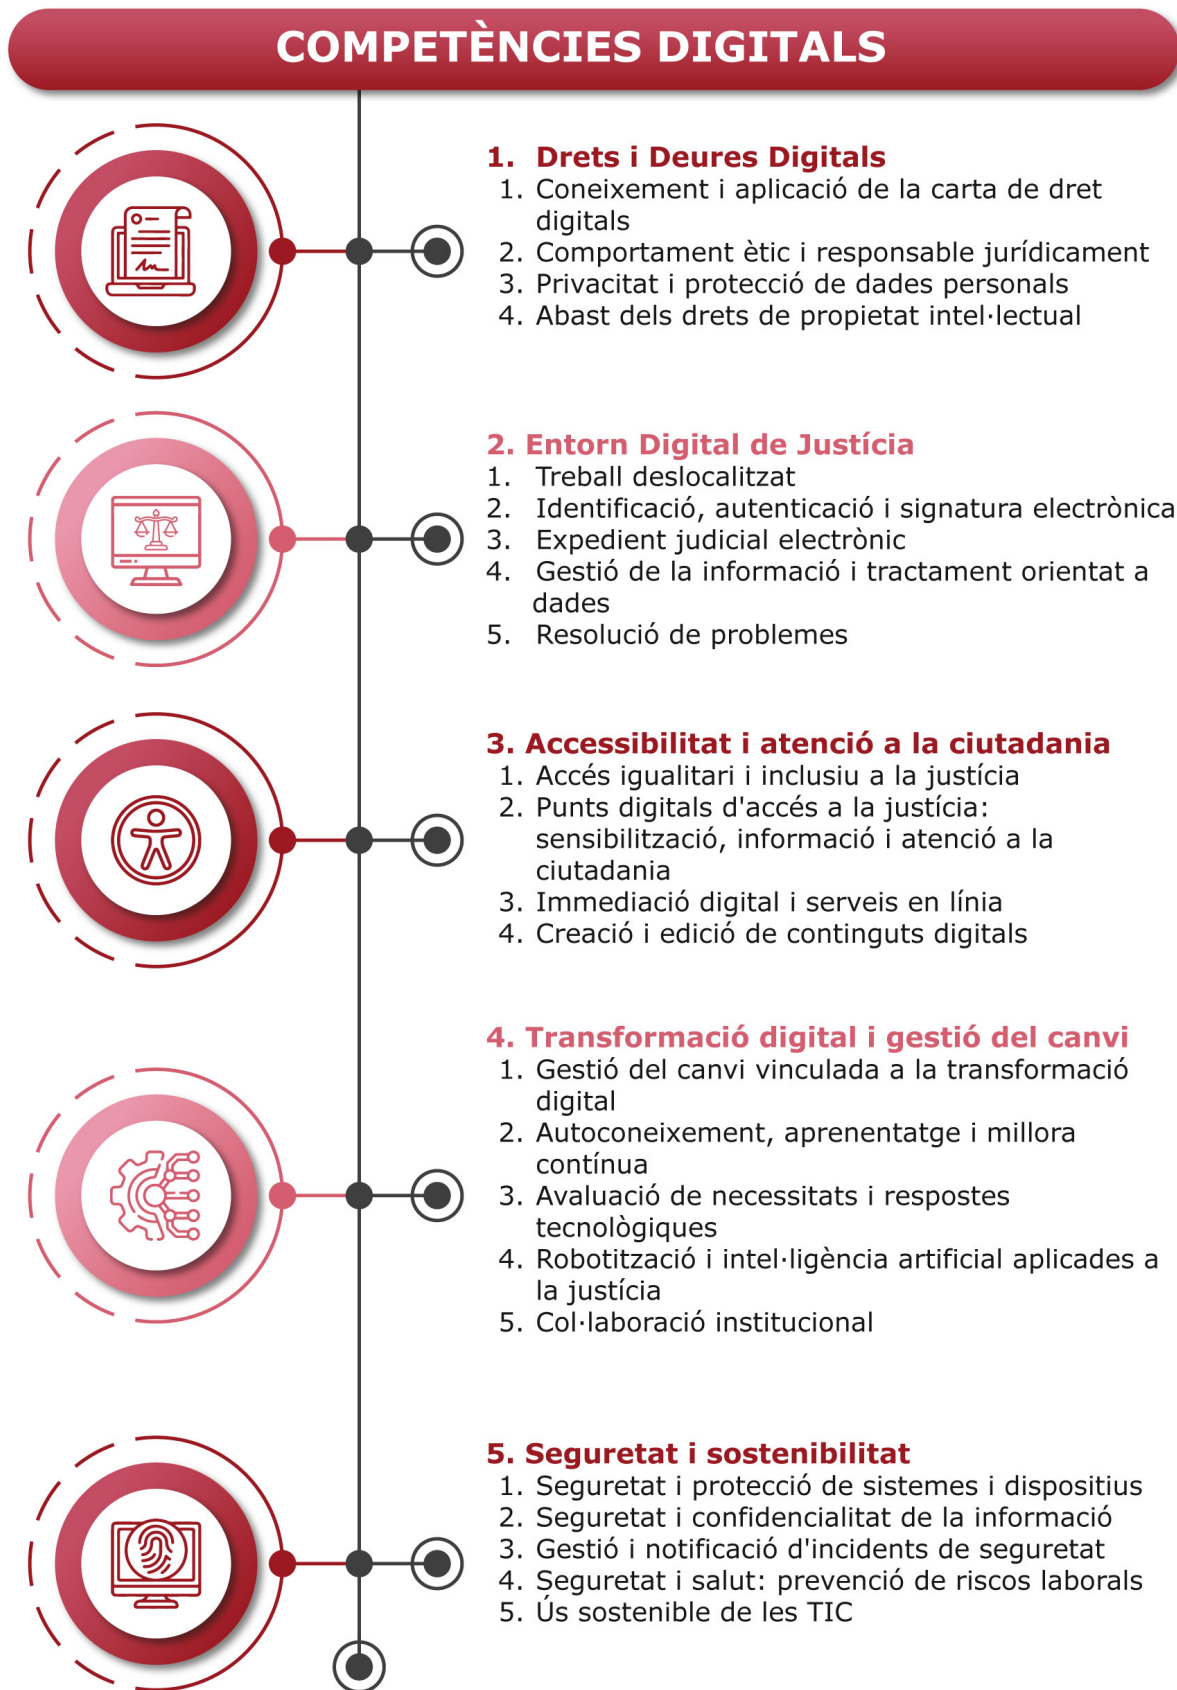 COMPETÈNCIES DIGITALS
1. Drets i Deures Digitals
1. Coneixement i aplicació de la carta de dret
digitals
2. Comportament ètic i responsable jurídicament
3. Privacitat i protecció de dades personals
4. Abast dels drets de propietat intel·lectual
2. Entorn Digital de Justícia
1. Treball deslocalitzat
2. Identificació, autenticació i signatura electrònica
3. Expedient judicial electrònic
4. Gestió de la informació i tractament orientat a
dades
5. Resolució de problemes
3. Accessibilitat i atenció a la ciutadania
1. Accés igualitari i inclusiu a la justícia
2. Punts digitals d'accés a la justícia:
sensibilització, informació i atenció a la
ciutadania
3. Immediació digital i serveis en línia
4. Creació i edició de continguts digitals
4. Transformació digital i gestió del canvi
1. Gestió del canvi vinculada a la transformació
digital
2. Autoconeixement, aprenentatge i millora
contínua
3. Avaluació de necessitats i respostes
tecnològiques
4. Robotització i intel·ligència artificial aplicades a
la justícia
5. Col·laboració institucional
5. Seguretat i sostenibilitat
1. Seguretat i protecció de sistemes i dispositius
2. Seguretat i confidencialitat de la informació
3. Gestió i notificació d'incidents de seguretat
4. Seguretat i salut: prevenció de riscos laborals
5. Ús sostenible de les TIC